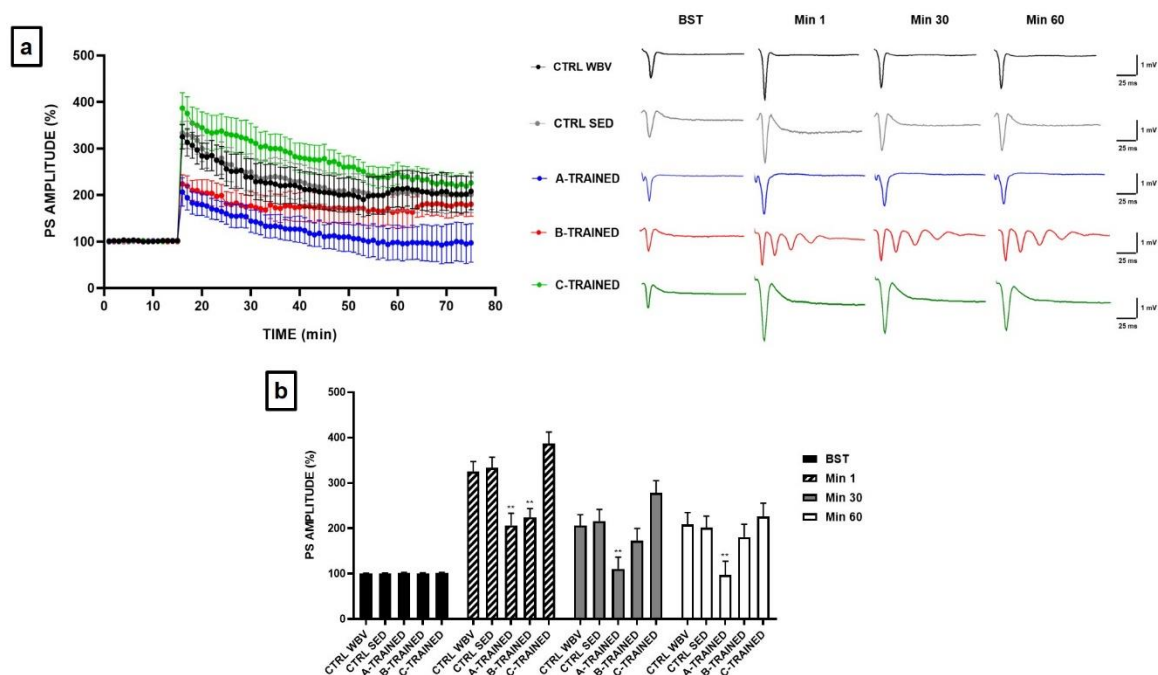 a
PS AMPLITUDE (%)
500
400
300
200
100
0
0 10 20 30 40 50 60 70 80
TIME (min)
BST Min 1 Min 30 Min 60
CTRL WBV
1 mV
25 ms
CTRL SED
1 mV
25 ms
A-TRAINED
1 mV
25 ms
B-TRAINED
1 mV
25 ms
C-TRAINED
1 mV
25 ms
b
PS AMPLITUDE (%)
500
400
300
200
100
0
** ** ** **
BST
Min 1
Min 30
Min 60
CTRL WBV CTRL SED A-TRAINED B-TRAINED C-TRAINED CTRL WBV CTRL SED A-TRAINED B-TRAINED C-TRAINED CTRL WBV CTRL SED A-TRAINED B-TRAINED C-TRAINED CTRL WBV CTRL SED A-TRAINED B-TRAINED C-TRAINED